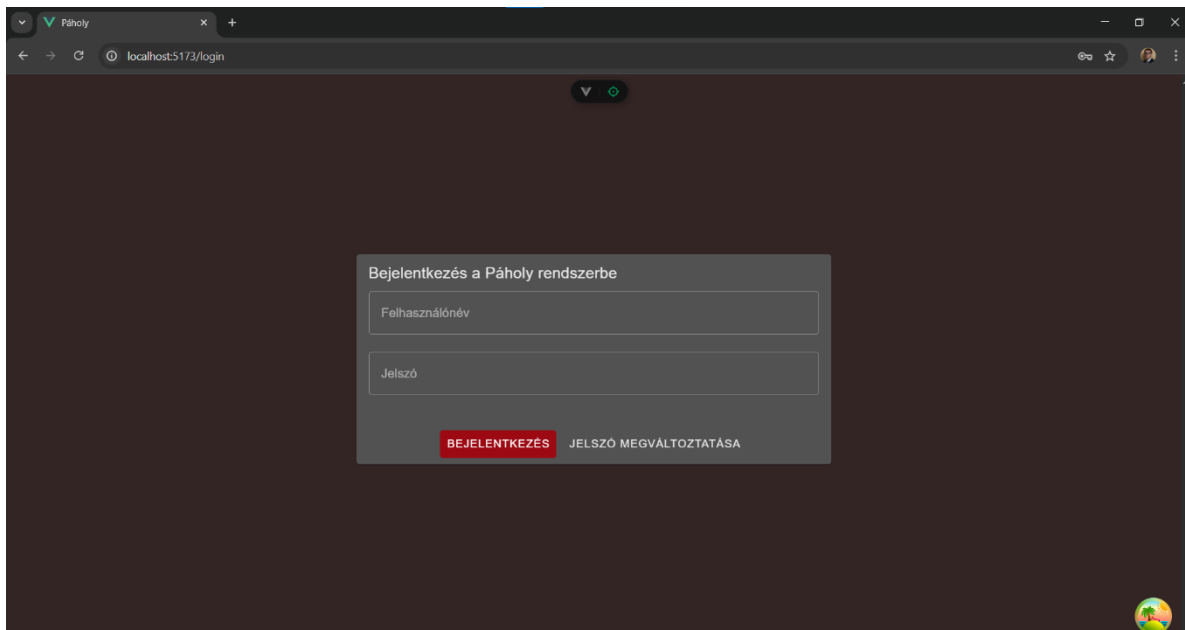 Páholy
localhost:5173/login
Bejelentkezés a Páholy rendszerbe
Felhasználónév
Jelszó
BEJELENTKEZÉS JELSZÓ MEGVÁLTOZTATÁSA